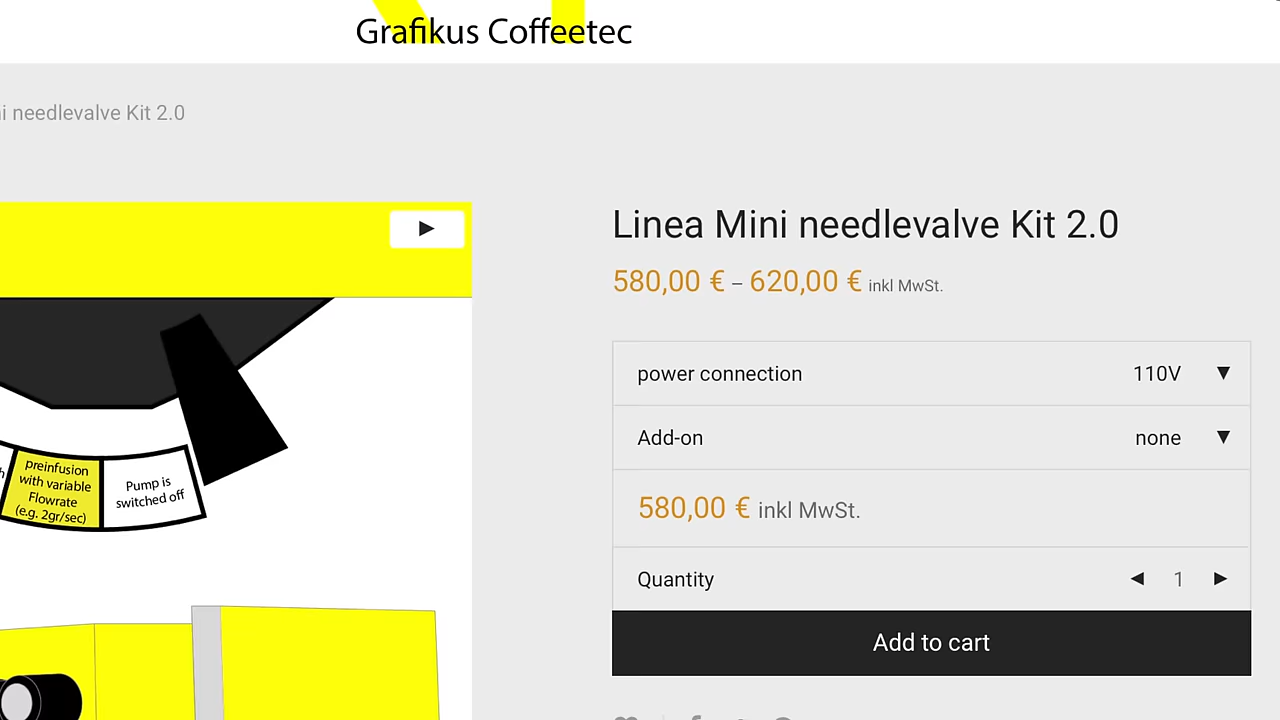 Grafikus Coffeetec
needlevalve Kit 2.0
Linea Mini needlevalve Kit 2.0
580,00 € – 620,00 € inkl MwSt.
power connection 110V ▼
Add-on none ▼
580,00 € inkl MwSt.
Quantity ◀ 1 ▶
Add to cart
preinfusion
with variable
Flowrate
(e.g. 2gr/sec)
Pump is
switched off